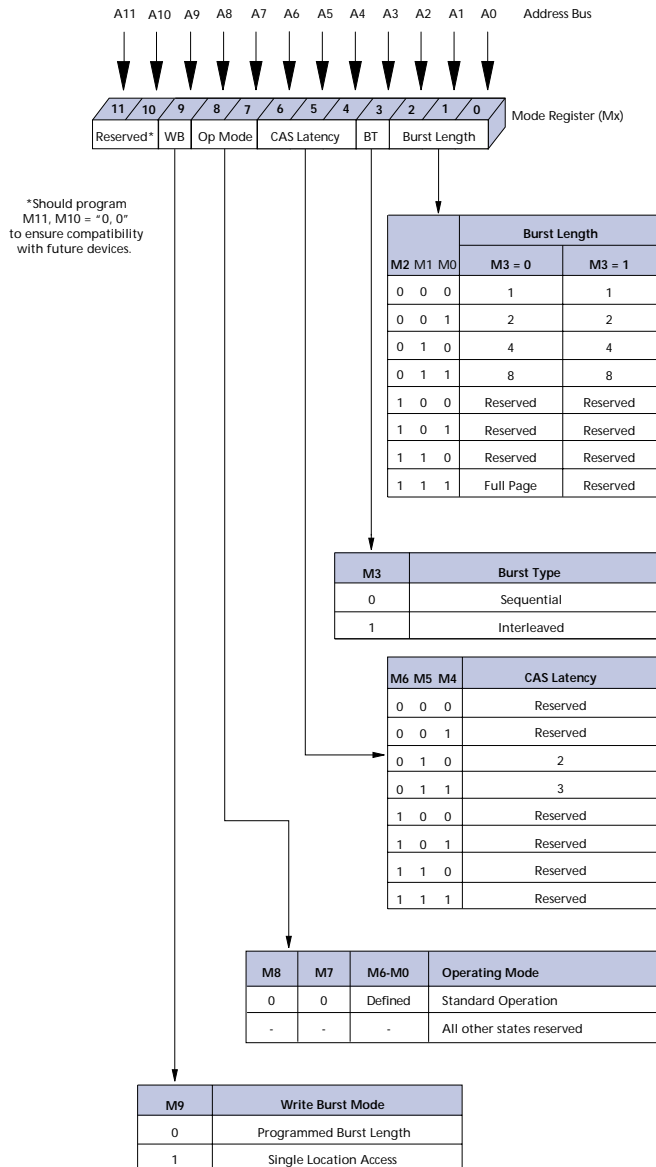 A11 A10 A9 A8 A7 A6 A5 A4 A3 A2 A1 A0 Address Bus
11 10 9 8 7 6 5 4 3 2 1 0
Mode Register (Mx)
Reserved* WB Op Mode CAS Latency BT Burst Length
*Should program
M11, M10 = "0, 0"
to ensure compatibility
with future devices.
Burst Length
M2 M1 M0 M3 = 0 M3 = 1
0 0 0 1 1
0 0 1 2 2
0 1 0 4 4
0 1 1 8 8
1 0 0 Reserved Reserved
1 0 1 Reserved Reserved
1 1 0 Reserved Reserved
1 1 1 Full Page Reserved
M3 Burst Type
0 Sequential
1 Interleaved
M6 M5 M4 CAS Latency
0 0 0 Reserved
0 0 1 Reserved
0 1 0 2
0 1 1 3
1 0 0 Reserved
1 0 1 Reserved
1 1 0 Reserved
1 1 1 Reserved
M8 M7 M6-M0 Operating Mode
0 0 Defined Standard Operation
- - - All other states reserved
M9 Write Burst Mode
0 Programmed Burst Length
1 Single Location Access